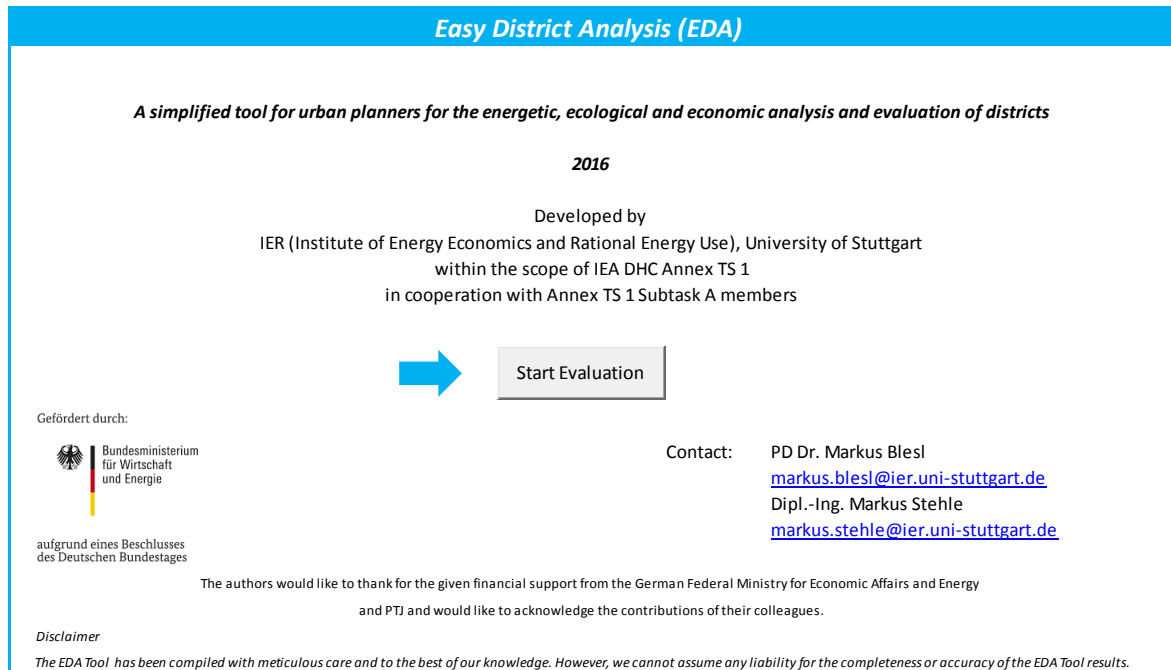 Easy District Analysis (EDA)
A simplified tool for urban planners for the energetic, ecological and economic analysis and evaluation of districts
2016
Developed by
IER (Institute of Energy Economics and Rational Energy Use), University of Stuttgart
within the scope of IEA DHC Annex TS 1
in cooperation with Annex TS 1 Subtask A members
Start Evaluation
Gefördert durch:
Bundesministerium
für Wirtschaft
und Energie
aufgrund eines Beschlusses
des Deutschen Bundestages
Contact: PD Dr. Markus Blesl
markus.blesl@ier.uni-stuttgart.de
Dipl.-Ing. Markus Stehle
markus.stehle@ier.uni-stuttgart.de
The authors would like to thank for the given financial support from the German Federal Ministry for Economic Affairs and Energy
and PTJ and would like to acknowledge the contributions of their colleagues.
Disclaimer
The EDA Tool has been compiled with meticulous care and to the best of our knowledge. However, we cannot assume any liability for the completeness or accuracy of the EDA Tool results.